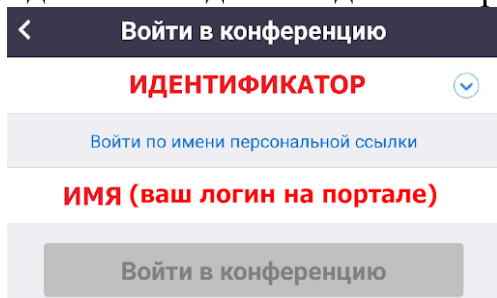 Войти в конференцию
ИДЕНТИФИКАТОР
Войти по имени персональной ссылки
ИМЯ (ваш логин на портале)
Войти в конференцию